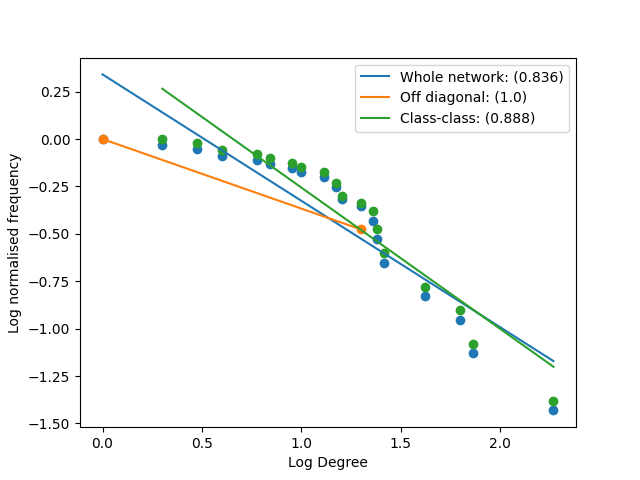 Whole network: (0.836)
Off diagonal: (1.0)
Class-class: (0.888)
0.25
0.00
−0.25
−0.50
−0.75
−1.00
−1.25
−1.50
Log normalised frequency
0.0 0.5 1.0 1.5 2.0
Log Degree